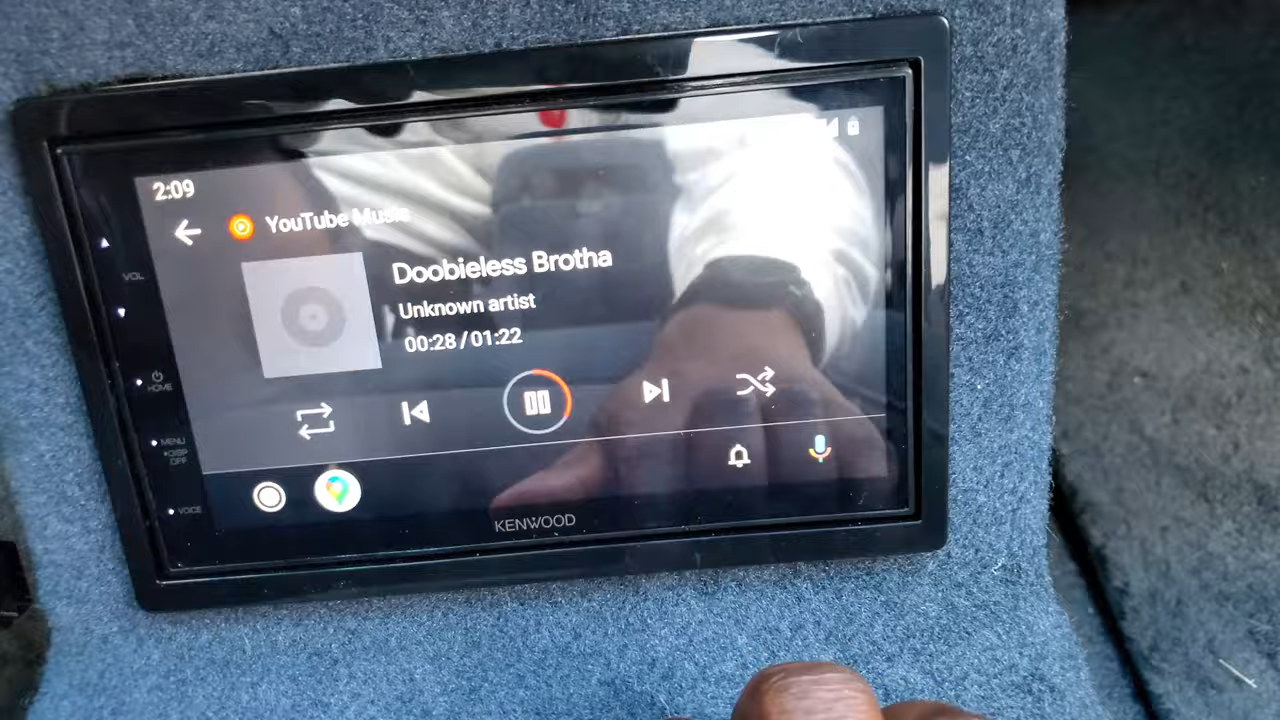 2:09
YouTube Music
Doobieless Brotha
Unknown artist
00:28 / 01:22
VOL
HOME
MENU
DISP
OFF
VOICE
KENWOOD